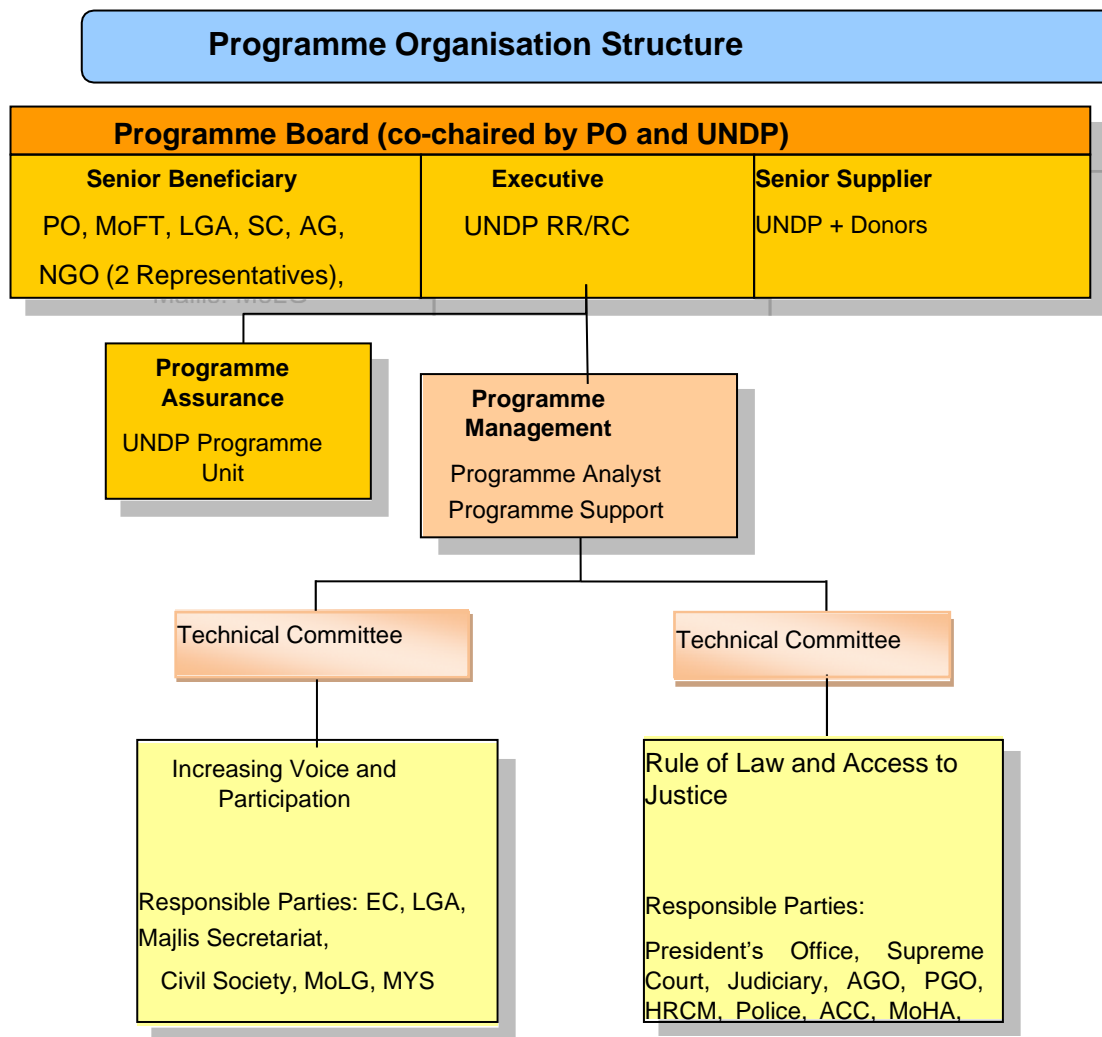 Programme Organisation Structure
Programme Board (co-chaired by PO and UNDP)
Senior Beneficiary
PO, MoFT, LGA, SC, AG,
NGO (2 Representatives),
Executive
UNDP RR/RC
Senior Supplier
UNDP + Donors
Programme
Assurance
UNDP Programme
Unit
Programme
Management
Programme Analyst
Programme Support
Technical Committee
Technical Committee
Increasing Voice and
Participation
Responsible Parties: EC, LGA,
Majlis Secretariat,
Civil Society, MoLG, MYS
Rule of Law and Access to
Justice
Responsible Parties:
President’s Office, Supreme
Court, Judiciary, AGO, PGO,
HRCM, Police, ACC, MoHA,